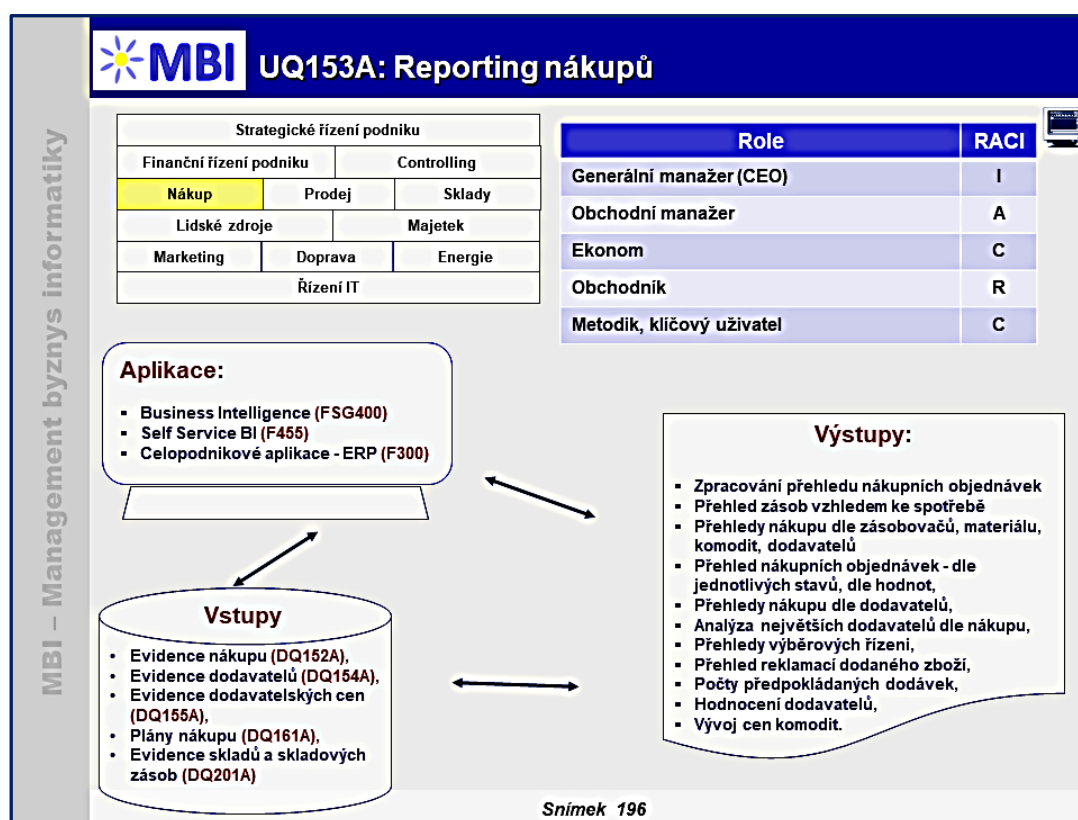 MBI
UQ153A: Reporting nákupů
MBI – Management byznys informatiky
Strategické řízení podniku
Finanční řízení podniku
Controlling
Nákup
Prodej
Sklady
Lidské zdroje
Majetek
Marketing
Doprava
Energie
Řízení IT
Role RACI
Generální manažer (CEO) I
Obchodní manažer A
Ekonom C
Obchodník R
Metodik, klíčový uživatel C
Aplikace:
▪ Business Intelligence (FSG400)
▪ Self Service BI (F455)
▪ Celopodnikové aplikace - ERP (F300)
Výstupy:
▪ Zpracování přehledu nákupních objednávek
▪ Přehled zásob vzhledem ke spotřebě
▪ Přehledy nákupu dle zásobovačů, materiálu,
komodit, dodavatelů
▪ Přehled nákupních objednávek - dle
jednotlivých stavů, dle hodnot,
▪ Přehledy nákupu dle dodavatelů,
▪ Analýza největších dodavatelů dle nákupu,
▪ Přehledy výběrových řízení,
▪ Přehled reklamací dodaného zboží,
▪ Počty předpokládaných dodávek,
▪ Hodnocení dodavatelů,
▪ Vývoj cen komodit.
Vstupy
• Evidence nákupu (DQ152A),
• Evidence dodavatelů (DQ154A),
• Evidence dodavatelských cen
(DQ155A),
• Plány nákupu (DQ161A),
• Evidence skladů a skladových
zásob (DQ201A)
Snímek 196